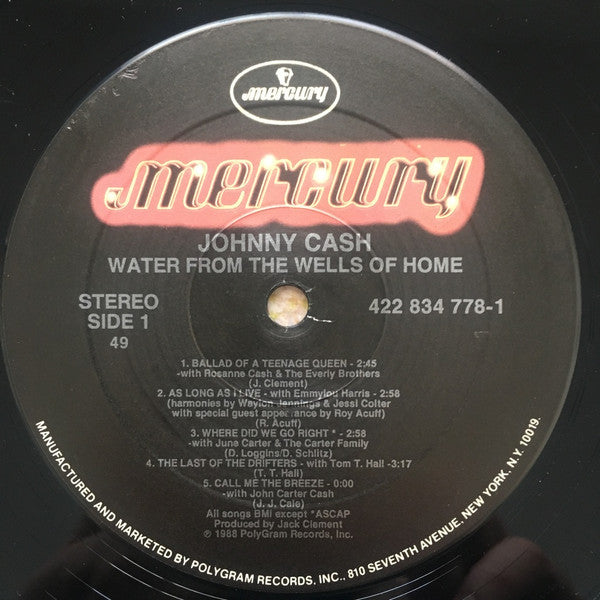 mercury
mercury
JOHNNY CASH
WATER FROM THE WELLS OF HOME
STEREO
SIDE 1
49
422 834 778-1
1. BALLAD OF A TEENAGE QUEEN - 2:45
-with Rosanne Cash & The Everly Brothers
(J. Clement)
2. AS LONG AS I LIVE - with Emmylou Harris - 2:58
(harmonies by Waylon Jennings & Jessi Colter
with special guest appearance by Roy Acuff)
(R. Acuff)
3. WHERE DID WE GO RIGHT * - 2:58
-with June Carter & The Carter Family
(D. Loggins/D. Schlitz)
4. THE LAST OF THE DRIFTERS - with Tom T. Hall -3:17
(T. T. Hall)
5. CALL ME THE BREEZE - 0:00
-with John Carter Cash
(J. J. Cale)
All songs BMI except *ASCAP
Produced by Jack Clement
© 1988 PolyGram Records, Inc.
MANUFACTURED AND MARKETED BY POLYGRAM RECORDS, INC., 810 SEVENTH AVENUE, NEW YORK, N.Y. 10019.